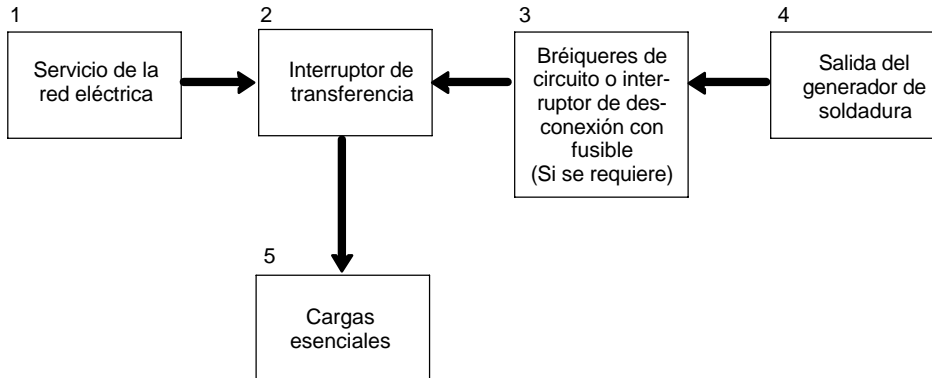 1
Servicio de la
red eléctrica
2
Interruptor de
transferencia
3
Bréiqueres de
circuito o inter-
ruptor de des-
conexión con
fusible
(Si se requiere)
4
Salida del
generador de
soldadura
5
Cargas
esenciales